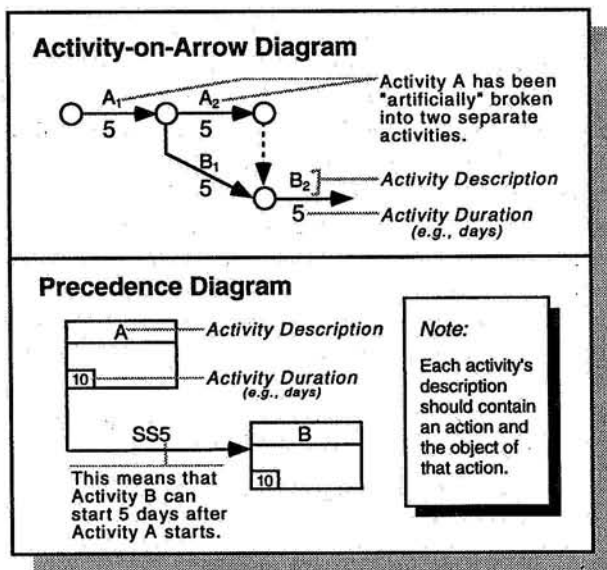 Activity-on-Arrow Diagram
A1
5
A2
5
Activity A has been
"artificially" broken
into two separate
activities.
B1
5
B2
5
Activity Description
Activity Duration
(e.g., days)
Precedence Diagram
A
10
Activity Description
Activity Duration
(e.g., days)
SS5
This means that
Activity B can
start 5 days after
Activity A starts.
B
10
Note:
Each activity's
description
should contain
an action and
the object of
that action.